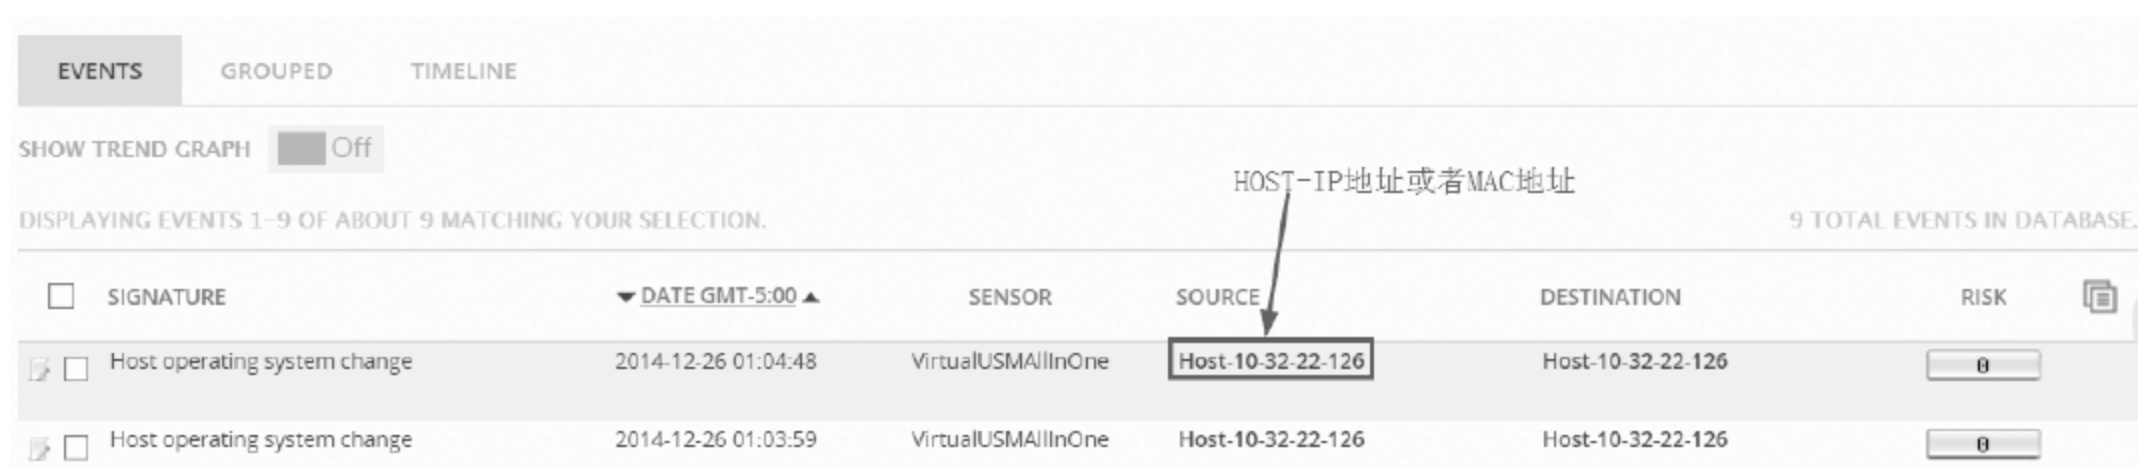 EVENTS GROUPED TIMELINE
SHOW TREND GRAPH Off
HOST-IP地址或者MAC地址
DISPLAYING EVENTS 1-9 OF ABOUT 9 MATCHING YOUR SELECTION. 9 TOTAL EVENTS IN DATABASE.
SIGNATURE DATE GMT-5:00 SENSOR SOURCE DESTINATION RISK
Host operating system change 2014-12-26 01:04:48 VirtualUSMAllInOne Host-10-32-22-126 Host-10-32-22-126 0
Host operating system change 2014-12-26 01:03:59 VirtualUSMAllInOne Host-10-32-22-126 Host-10-32-22-126 0